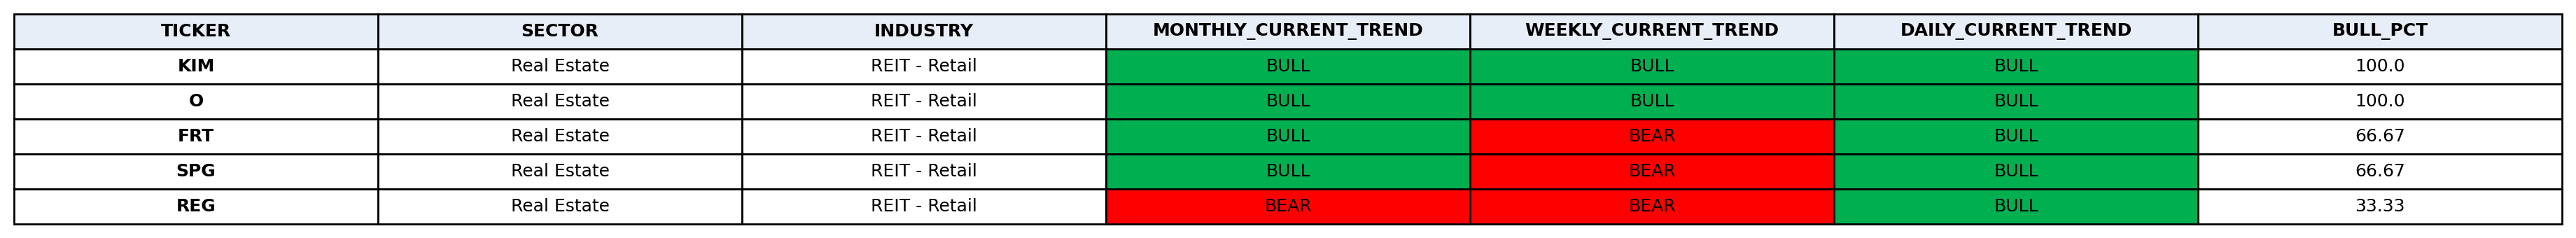 TICKER SECTOR INDUSTRY MONTHLY_CURRENT_TREND WEEKLY_CURRENT_TREND DAILY_CURRENT_TREND BULL_PCT
KIM Real Estate REIT - Retail BULL BULL BULL 100.0
O Real Estate REIT - Retail BULL BULL BULL 100.0
FRT Real Estate REIT - Retail BULL BEAR BULL 66.67
SPG Real Estate REIT - Retail BULL BEAR BULL 66.67
REG Real Estate REIT - Retail BEAR BEAR BULL 33.33